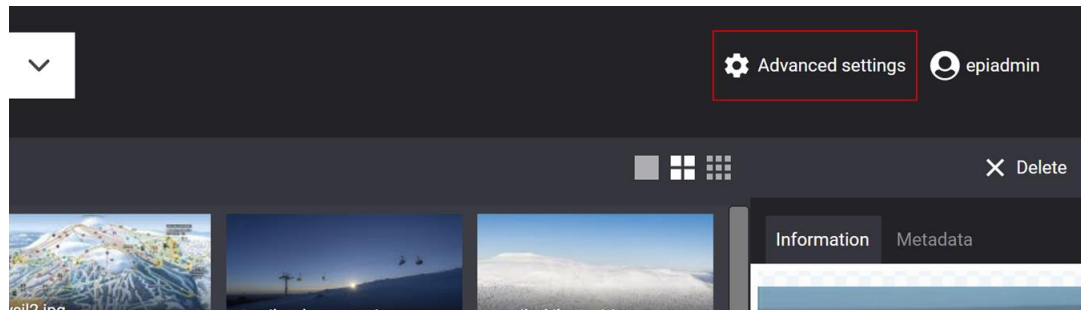 Advanced settings
epiadmin
Delete
Information
Metadata